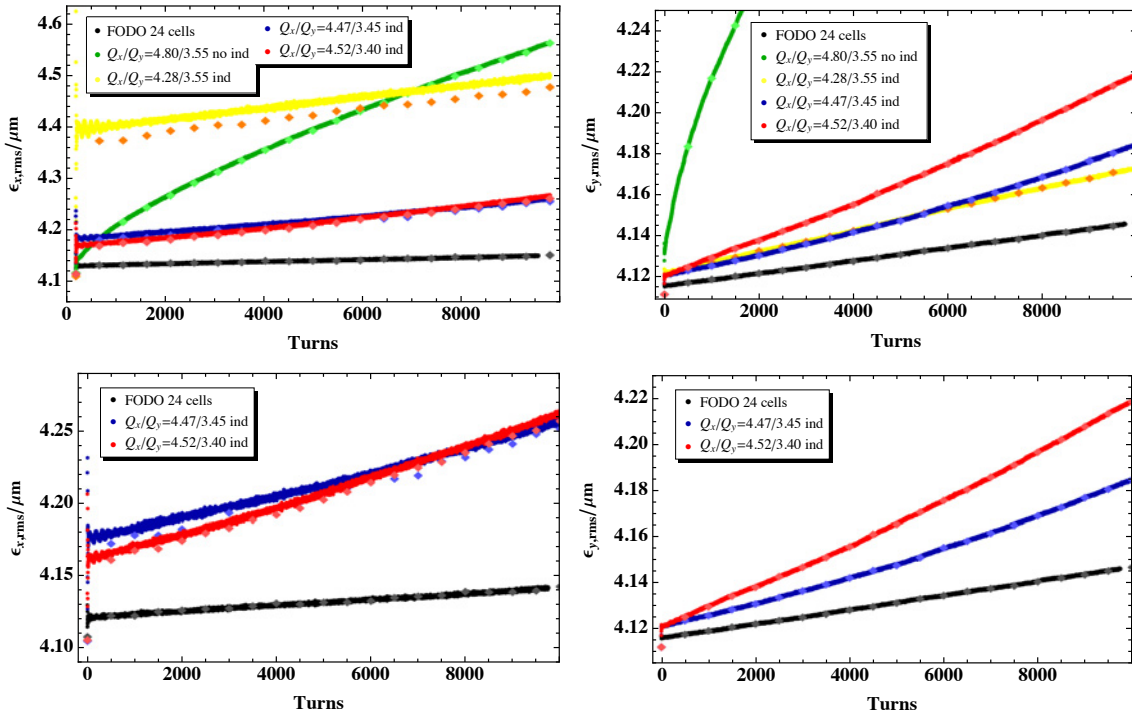 FODO 24 cells
Qx/Qy=4.80/3.55 no ind
Qx/Qy=4.28/3.55 ind
Qx/Qy=4.47/3.45 ind
Qx/Qy=4.52/3.40 ind
ϵx,rms/μm
4.6
4.5
4.4
4.3
4.2
4.1
0 2000 4000 6000 8000
Turns
FODO 24 cells
Qx/Qy=4.80/3.55 no ind
Qx/Qy=4.28/3.55 ind
Qx/Qy=4.47/3.45 ind
Qx/Qy=4.52/3.40 ind
ϵy,rms/μm
4.24
4.22
4.20
4.18
4.16
4.14
4.12
0 2000 4000 6000 8000
Turns
FODO 24 cells
Qx/Qy=4.47/3.45 ind
Qx/Qy=4.52/3.40 ind
ϵx,rms/μm
4.25
4.20
4.15
4.10
0 2000 4000 6000 8000
Turns
FODO 24 cells
Qx/Qy=4.47/3.45 ind
Qx/Qy=4.52/3.40 ind
ϵy,rms/μm
4.22
4.20
4.18
4.16
4.14
4.12
0 2000 4000 6000 8000
Turns